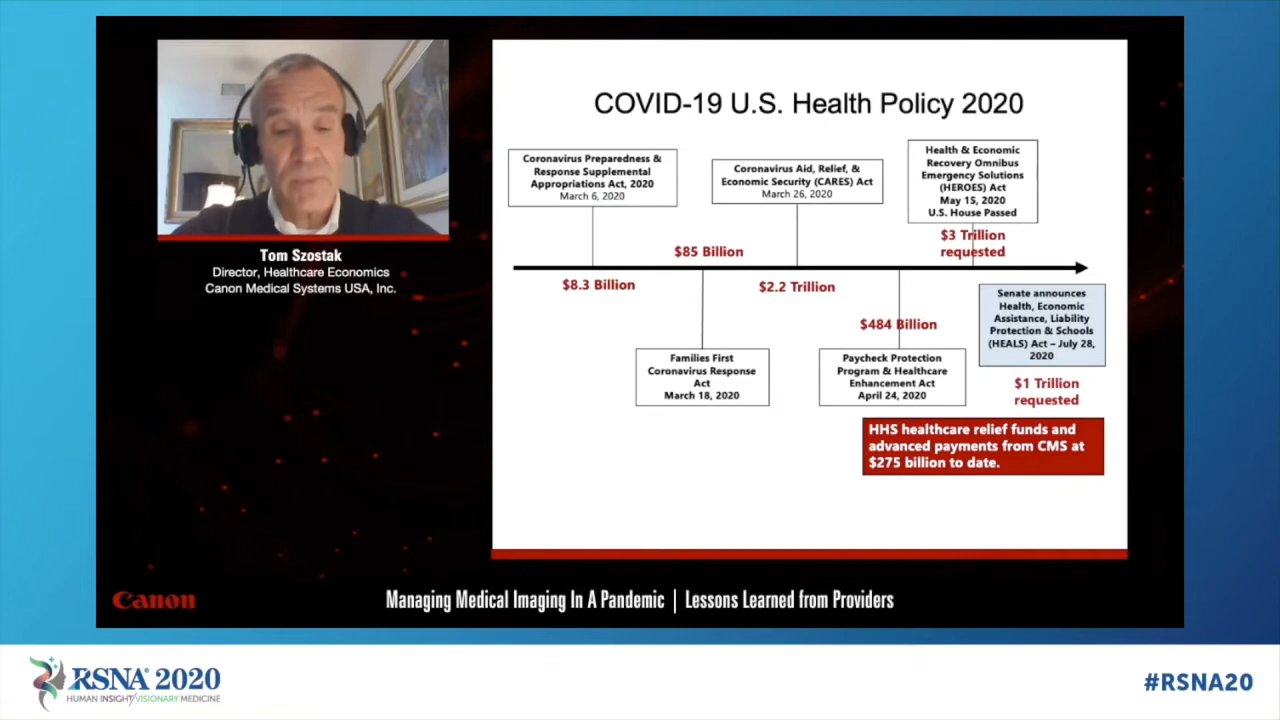 COVID-19 U.S. Health Policy 2020
Coronavirus Preparedness &
Response Supplemental
Appropriations Act, 2020
March 6, 2020
Coronavirus Aid, Relief, &
Economic Security (CARES) Act
March 26, 2020
Health & Economic
Recovery Omnibus
Emergency Solutions
(HEROES) Act
May 15, 2020
U.S. House Passed
$3 Trillion
requested
$85 Billion
$8.3 Billion
$2.2 Trillion
$484 Billion
Senate announces
Health, Economic
Assistance, Liability
Protection & Schools
(HEALS) Act – July 28,
2020
$1 Trillion
requested
Families First
Coronavirus Response
Act
March 18, 2020
Paycheck Protection
Program & Healthcare
Enhancement Act
April 24, 2020
HHS healthcare relief funds and
advanced payments from CMS at
$275 billion to date.
Tom Szostak
Director, Healthcare Economics
Canon Medical Systems USA, Inc.
Canon
Managing Medical Imaging In A Pandemic | Lessons Learned from Providers
RSNA® 2020
HUMAN INSIGHT/VISIONARY MEDICINE
#RSNA20